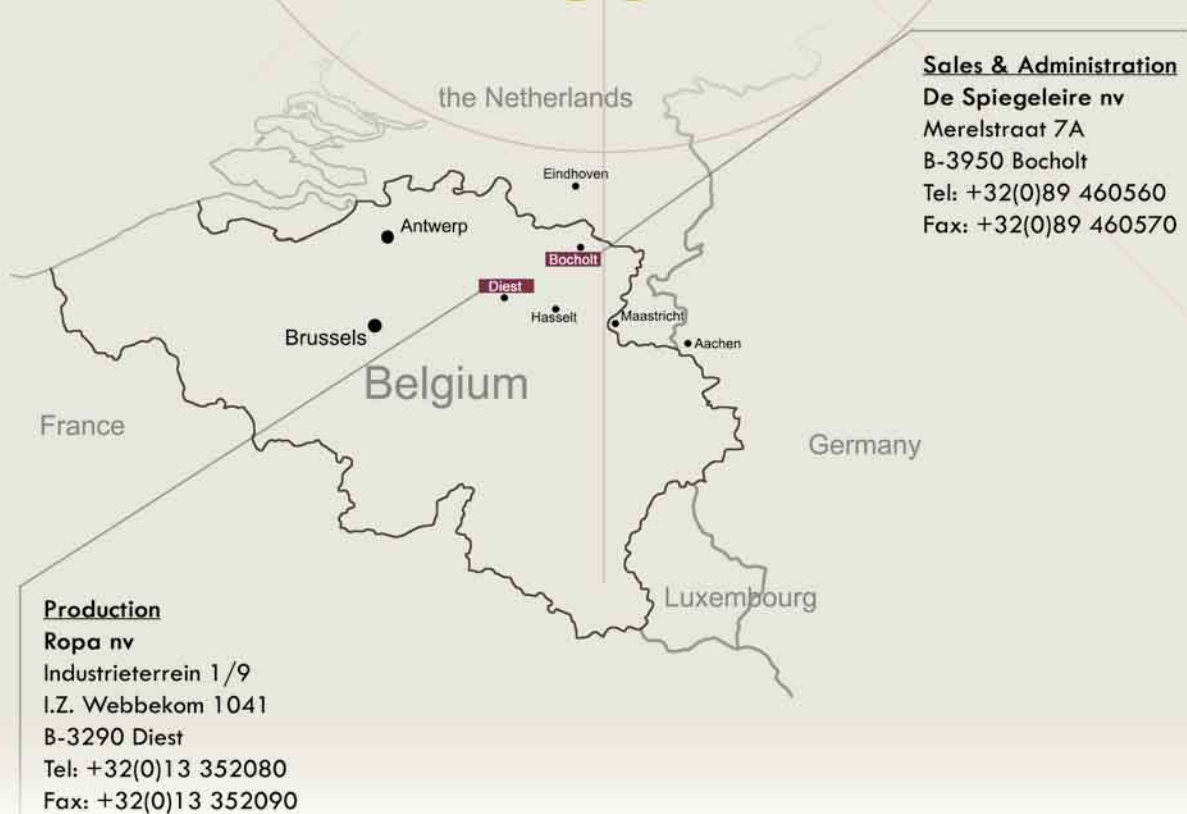 Sales & Administration
De Spiegeleire nv
Merelstraat 7A
B-3950 Bocholt
Tel: +32(0)89 460560
Fax: +32(0)89 460570
the Netherlands
Eindhoven
Antwerp
Bocholt
Diest
Hasselt
Maastricht
Brussels
Aachen
Belgium
France
Germany
Luxembourg
Production
Ropa nv
Industrieterrein 1/9
I.Z. Webbekom 1041
B-3290 Diest
Tel: +32(0)13 352080
Fax: +32(0)13 352090